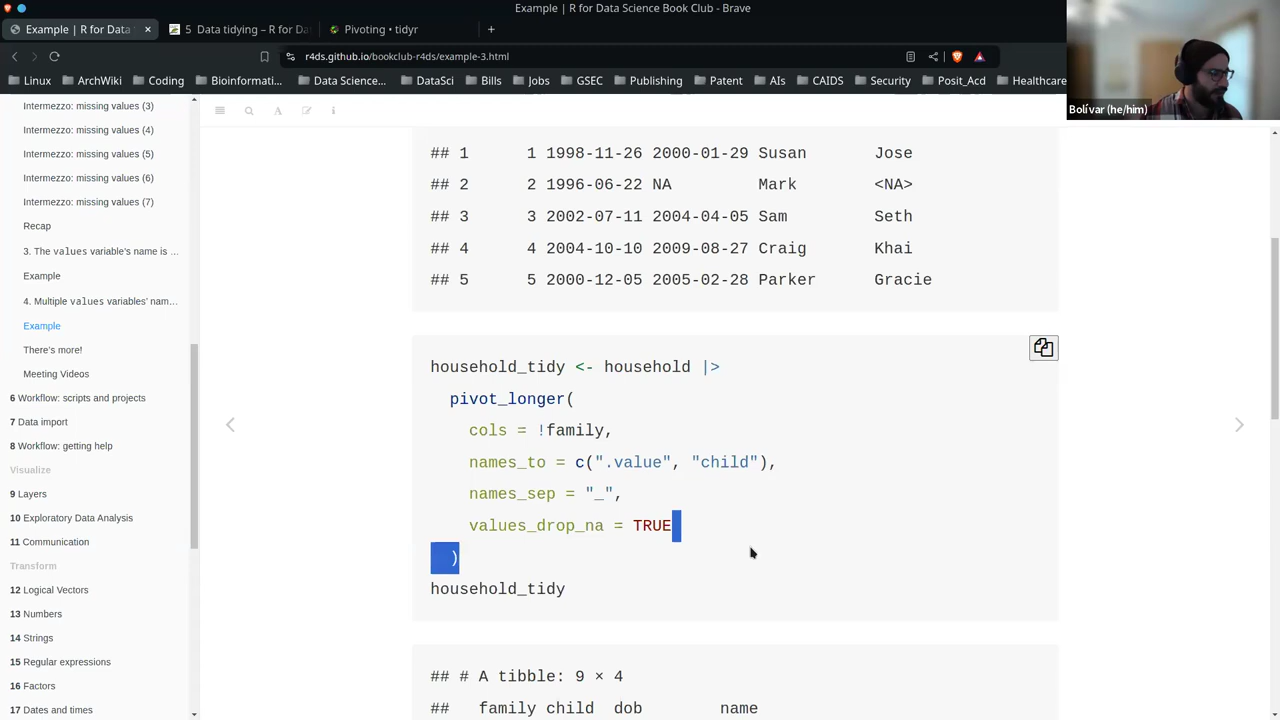 Example | R for Data Science Book Club - Brave
Example | R for Data
5 Data tidying – R for Da
Pivoting • tidyr
r4ds.github.io/bookclub-r4ds/example-3.html
Linux
ArchWiki
Coding
Bioinformati...
Data Science...
DataSci
Bills
Jobs
GSEC
Publishing
Patent
AIs
CAIDS
Security
Posit_Acd
Healthcare
Bolívar (he/him)
Intermezzo: missing values (3)
Intermezzo: missing values (4)
Intermezzo: missing values (5)
Intermezzo: missing values (6)
Intermezzo: missing values (7)
Recap
3. The values variable's name is ...
Example
4. Multiple values variables' nam...
Example
There's more!
Meeting Videos
6 Workflow: scripts and projects
7 Data import
8 Workflow: getting help
Visualize
9 Layers
10 Exploratory Data Analysis
11 Communication
Transform
12 Logical Vectors
13 Numbers
14 Strings
15 Regular expressions
16 Factors
17 Dates and times
## 1      1 1998-11-26 2000-01-29 Susan       Jose
## 2      2 1996-06-22 NA         Mark        <NA>
## 3      3 2002-07-11 2004-04-05 Sam         Seth
## 4      4 2004-10-10 2009-08-27 Craig       Khai
## 5      5 2000-12-05 2005-02-28 Parker      Gracie
household_tidy <- household |>
  pivot_longer(
    cols = !family,
    names_to = c(".value", "child"),
    names_sep = "_",
    values_drop_na = TRUE
  )
household_tidy
## # A tibble: 9 × 4
##   family child  dob        name